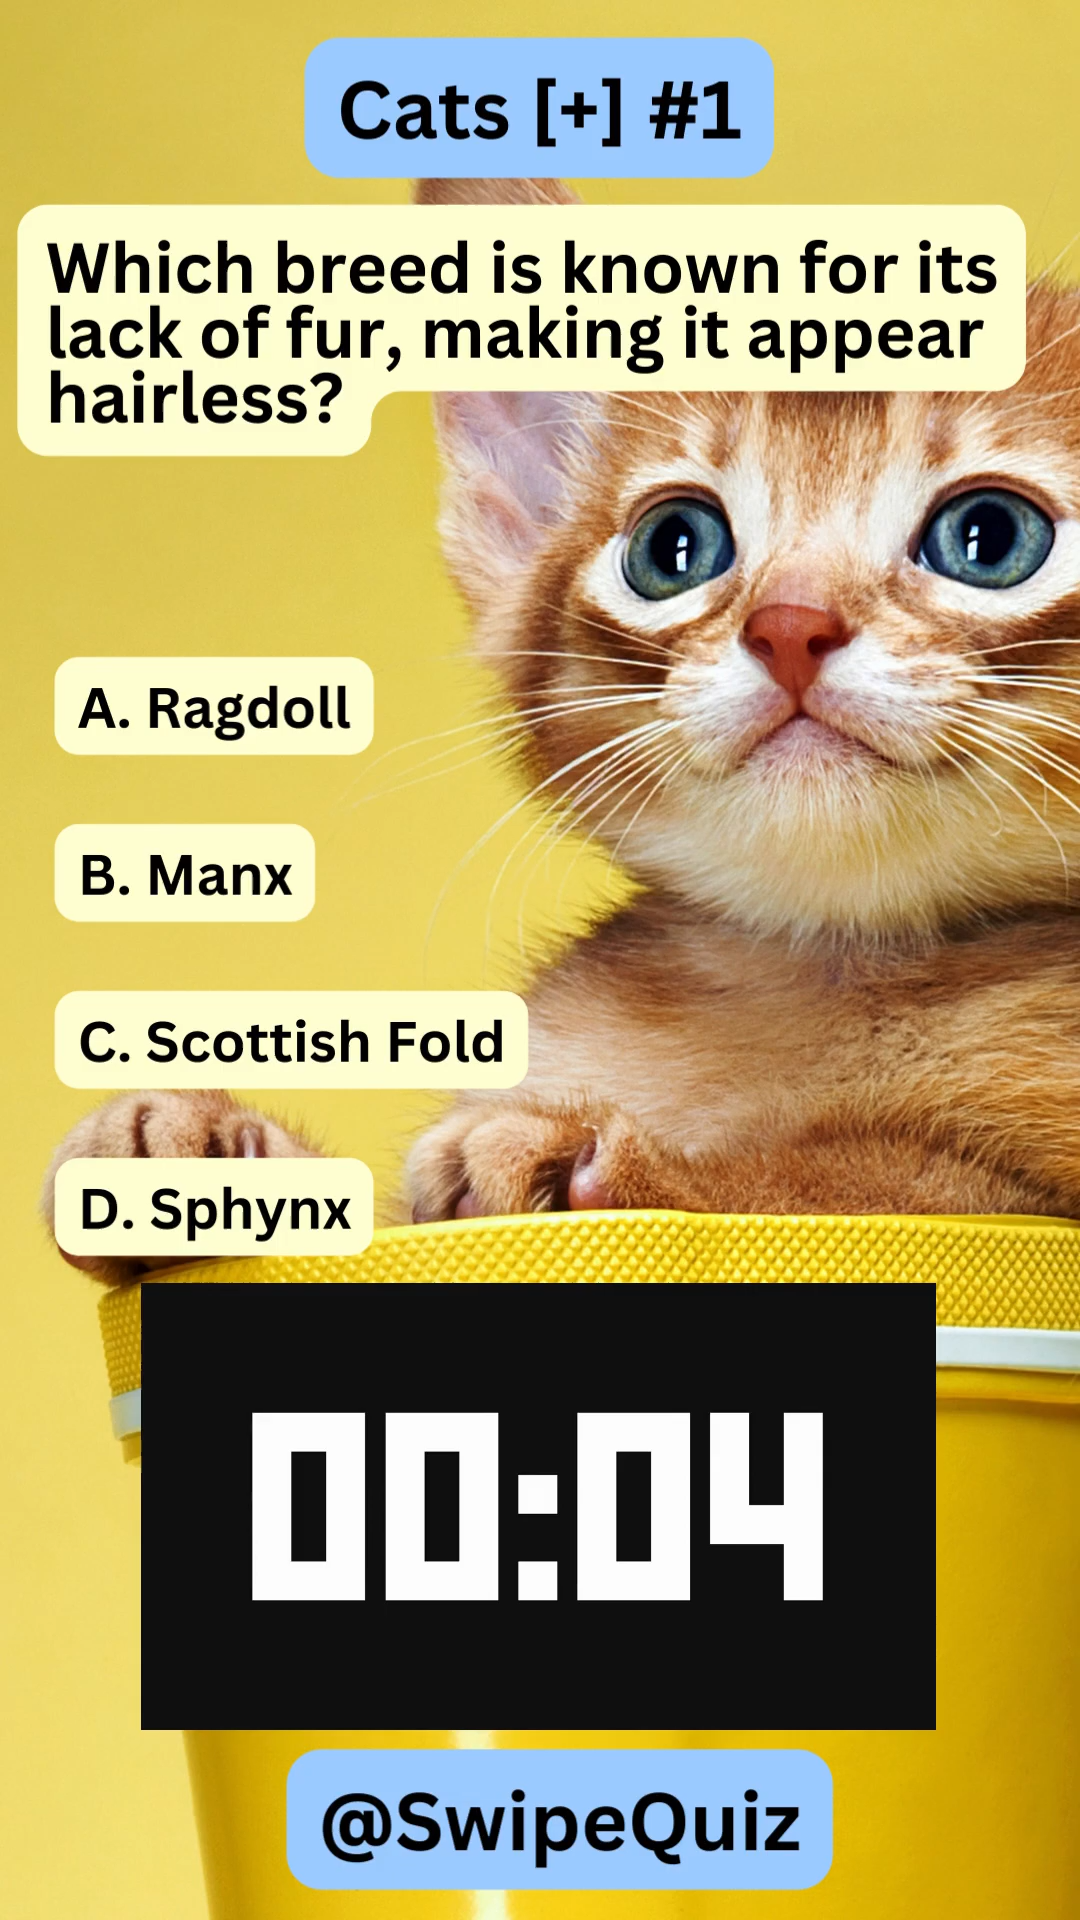 Cats [+] #1
Which breed is known for its
lack of fur, making it appear
hairless?
A. Ragdoll
B. Manx
C. Scottish Fold
D. Sphynx
00:04
@SwipeQuiz